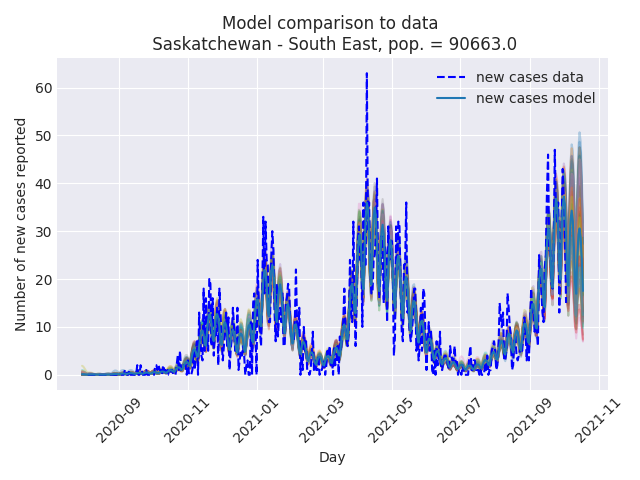 Model comparison to data
Saskatchewan - South East, pop. = 90663.0
new cases data
new cases model
Number of new cases reported
60
50
40
30
20
10
0
2020-09
2020-11
2021-01
2021-03
2021-05
2021-07
2021-09
2021-11
Day